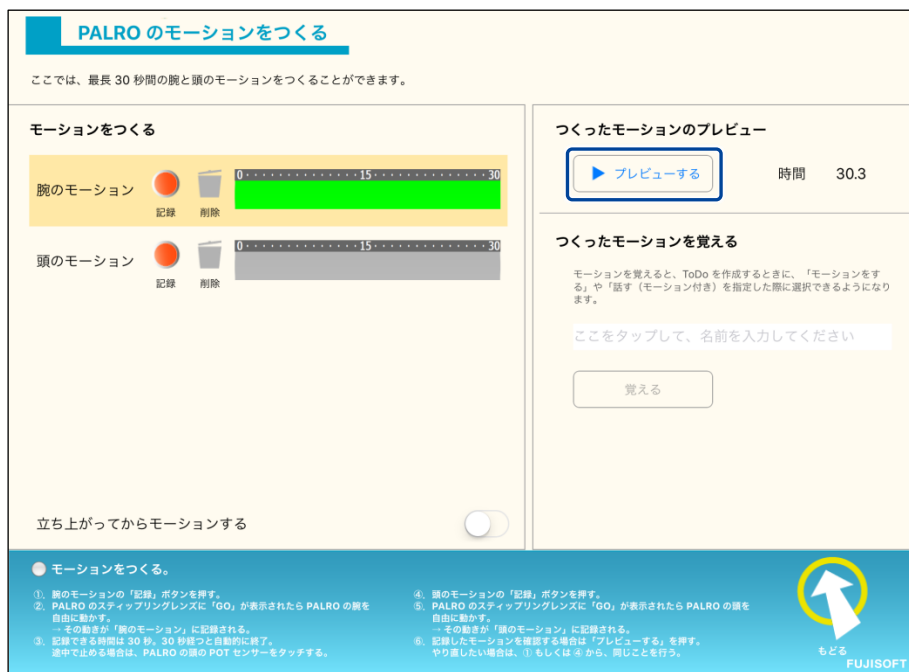 PALRO のモーションをつくる
ここでは、最長 30 秒間の腕と頭のモーションをつくることができます。
モーションをつくる
腕のモーション
記録
削除
0 15 30
頭のモーション
記録
削除
0 15 30
立ち上がってからモーションする
つくったモーションのプレビュー
プレビューする
時間 30.3
つくったモーションを覚える
モーションを覚えると、ToDo を作成するときに、「モーションをす
る」や「話す（モーション付き）を指定した際に選択できるようになり
ます。
ここをタップして、名前を入力してください
覚える
モーションをつくる。
①. 腕のモーションの「記録」ボタンを押す。
②. PALRO のスティップリングレンズに「GO」が表示されたら PALRO の腕を
自由に動かす。
→ その動きが「腕のモーション」に記録される。
③. 記録できる時間は 30 秒。30 秒経つと自動的に終了。
途中で止める場合は、PALRO の頭の POT センサーをタッチする。
④. 頭のモーションの「記録」ボタンを押す。
⑤. PALRO のスティップリングレンズに「GO」が表示されたら PALRO の頭を
自由に動かす。
→ その動きが「頭のモーション」に記録される。
⑥. 記録したモーションを確認する場合は「プレビューする」を押す。
やり直したい場合は、① もしくは ④ から、同じことを行う。
もどる
FUJISOFT